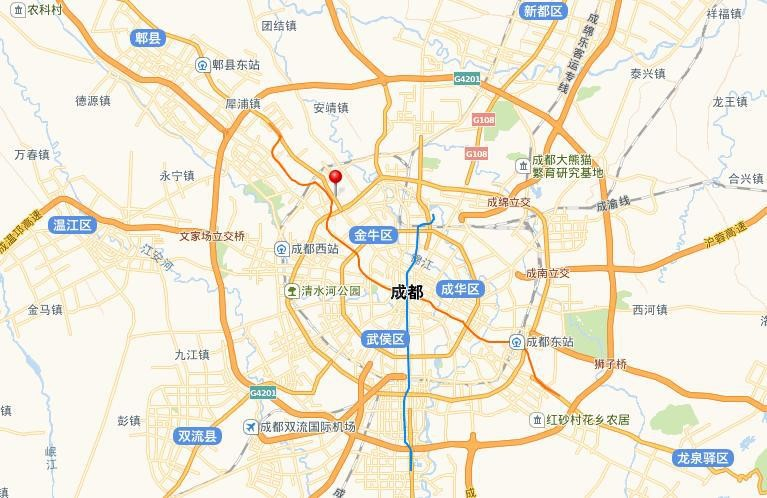 农科村
新都区
祥福镇
团结镇
郫县
成绵乐客运专线
郫县东站
泰兴镇
G4201
德源镇
犀浦镇
安靖镇
龙王镇
G108
万春镇
G108
成都大熊猫
繁育研究基地
永宁镇
合兴镇
成绵立交
成渝线
成温邛高速
温江区
文家场立交桥
金牛区
沪蓉高速
江安河
成都西站
锦江
成南立交
清水河公园
成都
成华区
金马镇
西河镇
武侯区
成都东站
九江镇
狮子桥
G4201
彭镇
双流县
成都双流国际机场
红砂村花乡农居
岷江
龙泉驿区
成